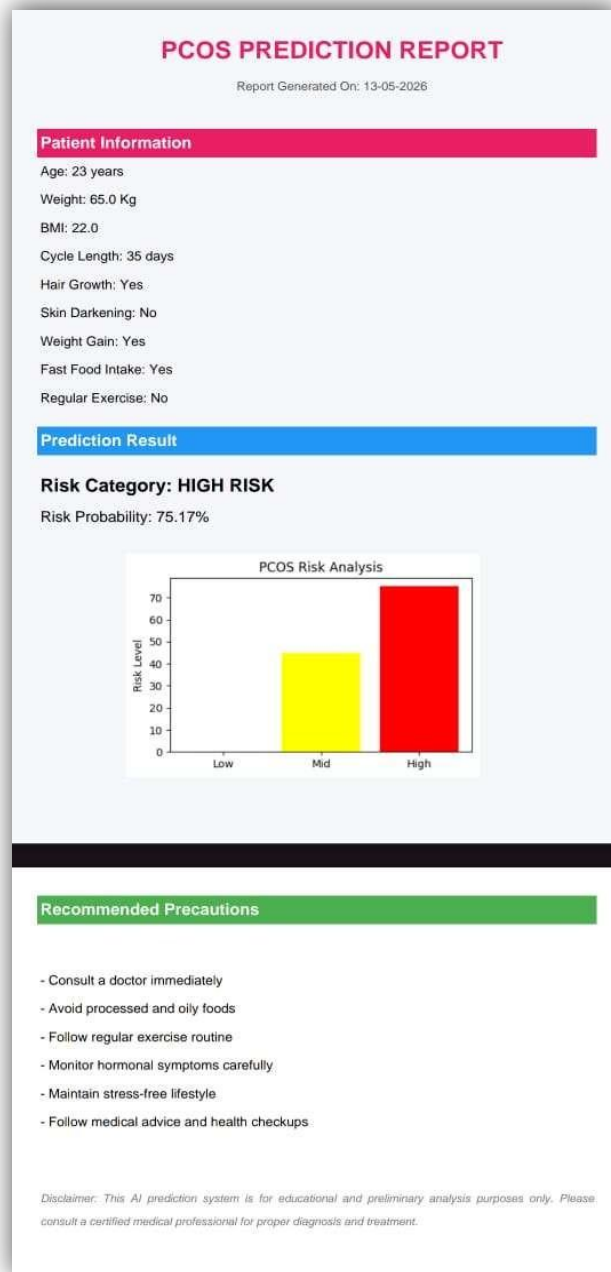 PCOS PREDICTION REPORT
Report Generated On: 13-05-2026
Patient Information
Age: 23 years
Weight: 65.0 Kg
BMI: 22.0
Cycle Length: 35 days
Hair Growth: Yes
Skin Darkening: No
Weight Gain: Yes
Fast Food Intake: Yes
Regular Exercise: No
Prediction Result
Risk Category: HIGH RISK
Risk Probability: 75.17%
PCOS Risk Analysis
Risk Level
70
60
50
40
30
20
10
0
Low Mid High
Recommended Precautions
- Consult a doctor immediately
- Avoid processed and oily foods
- Follow regular exercise routine
- Monitor hormonal symptoms carefully
- Maintain stress-free lifestyle
- Follow medical advice and health checkups
Disclaimer: This AI prediction system is for educational and preliminary analysis purposes only. Please
consult a certified medical professional for proper diagnosis and treatment.